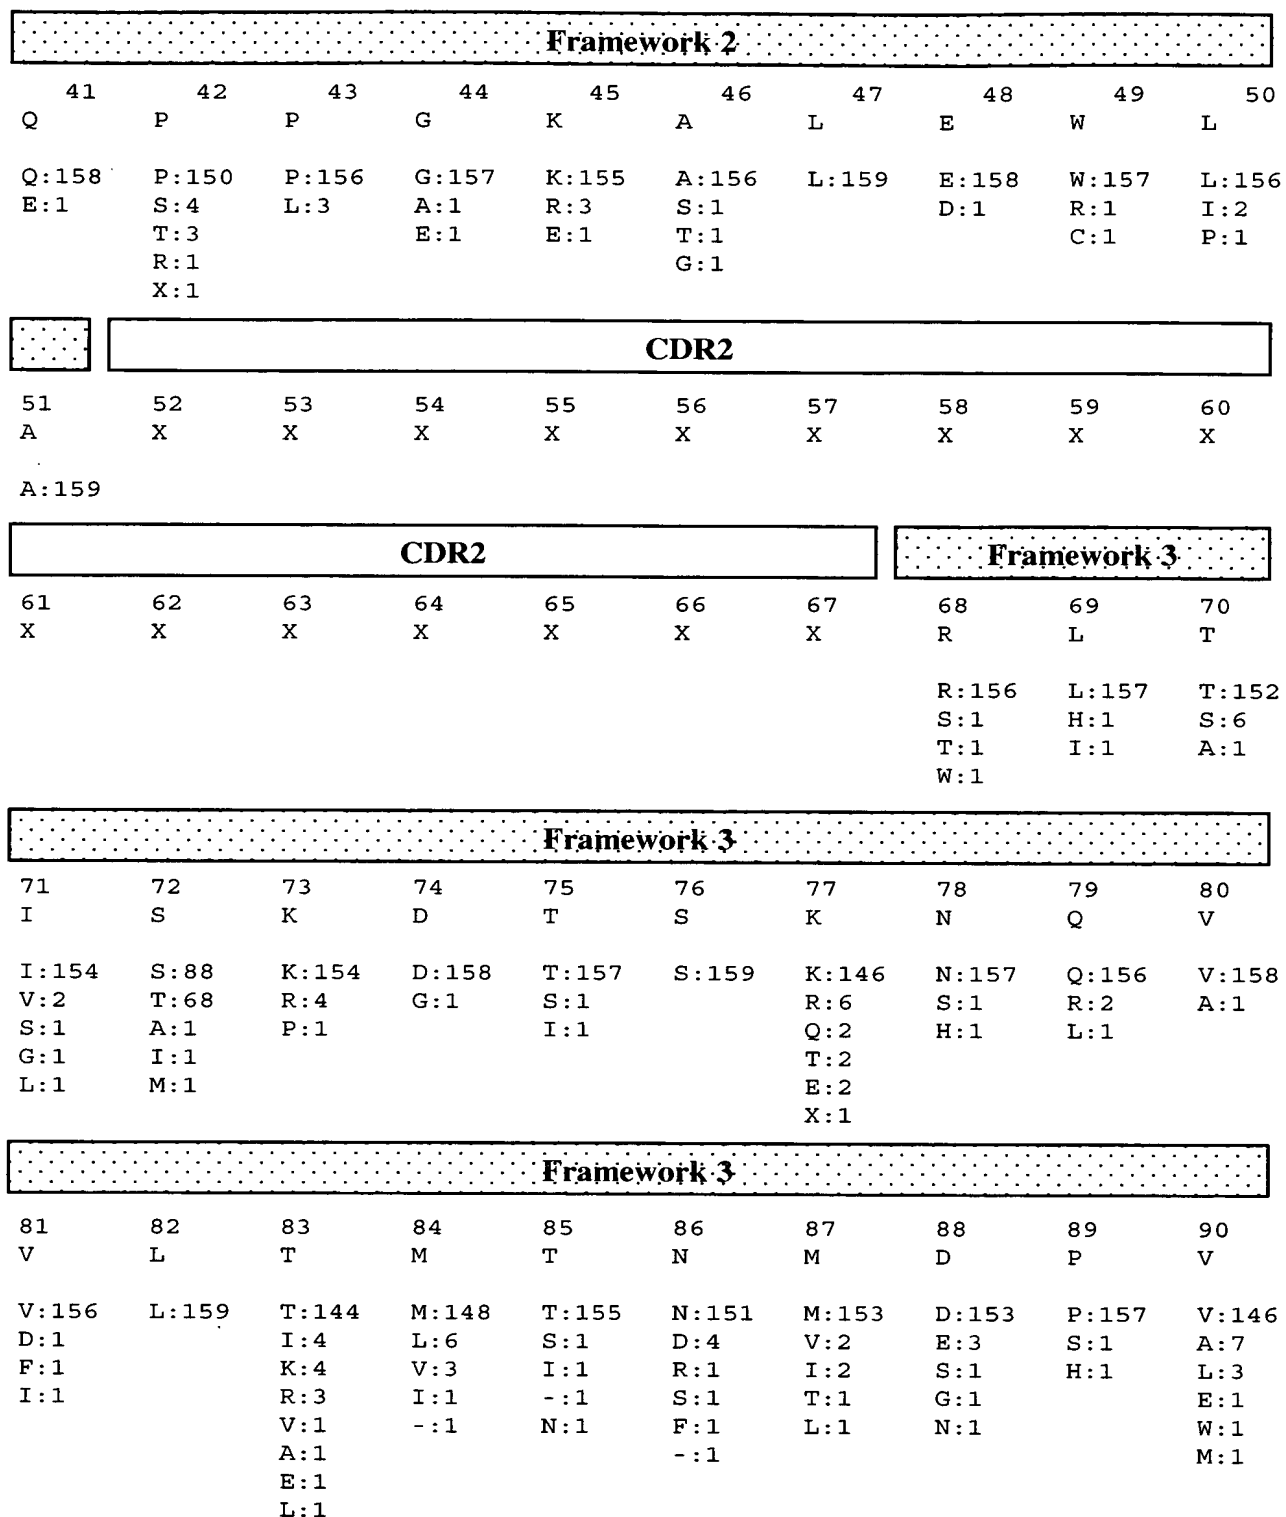 Framework 2
41 42 43 44 45 46 47 48 49 50
Q P P G K A L E W L
Q:158 P:150 P:156 G:157 K:155 A:156 L:159 E:158 W:157 L:156
E:1 S:4 L:3 A:1 R:3 S:1 D:1 R:1 I:2
T:3 E:1 E:1 T:1 C:1 P:1
R:1 G:1
X:1
CDR2
51 52 53 54 55 56 57 58 59 60
A X X X X X X X X X
A:159
CDR2 Framework 3
61 62 63 64 65 66 67 68 69 70
X X X X X X X R L T
R:156 L:157 T:152
S:1 H:1 S:6
T:1 I:1 A:1
W:1
Framework 3
71 72 73 74 75 76 77 78 79 80
I S K D T S K N Q V
I:154 S:88 K:154 D:158 T:157 S:159 K:146 N:157 Q:156 V:158
V:2 T:68 R:4 G:1 S:1 R:6 S:1 R:2 A:1
S:1 A:1 P:1 I:1 Q:2 H:1 L:1
G:1 I:1 T:2
L:1 M:1 E:2
X:1
Framework 3
81 82 83 84 85 86 87 88 89 90
V L T M T N M D P V
V:156 L:159 T:144 M:148 T:155 N:151 M:153 D:153 P:157 V:146
D:1 I:4 L:6 S:1 D:4 V:2 E:3 S:1 A:7
F:1 K:4 V:3 I:1 R:1 I:2 S:1 H:1 L:3
I:1 R:3 I:1 -:1 S:1 T:1 G:1 E:1
V:1 -:1 N:1 F:1 L:1 N:1 W:1
A:1 -:1 M:1
E:1
L:1